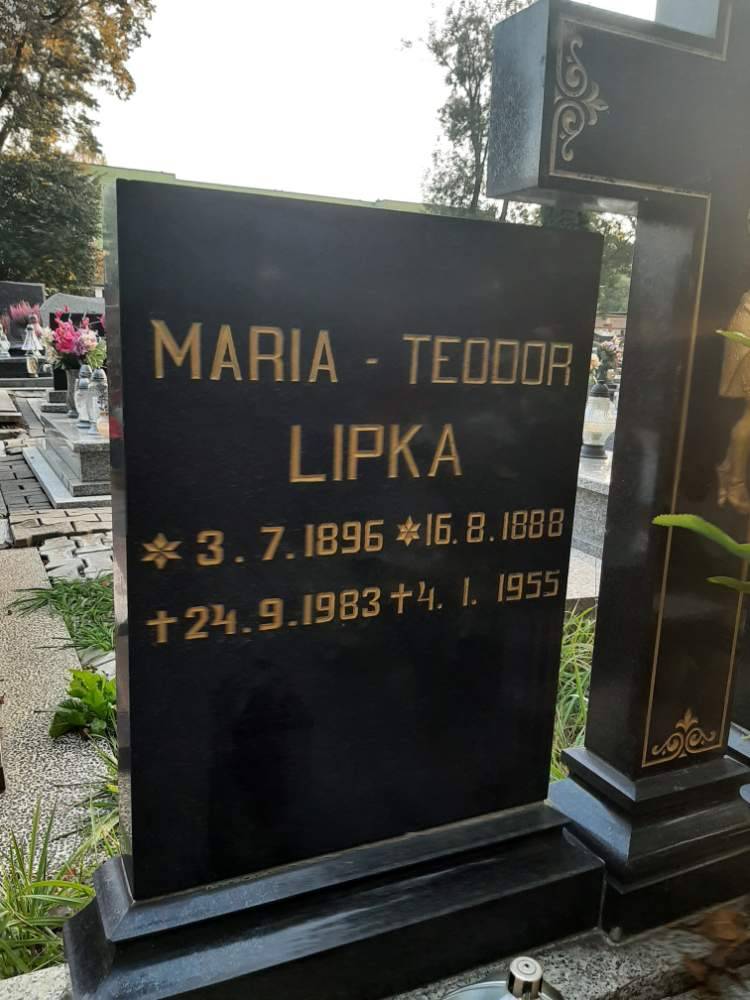 MARIA - TEODOR
LIPKA
* 3.7.1896 * 16.8.1888
† 24.9.1983 † 4.1.1955